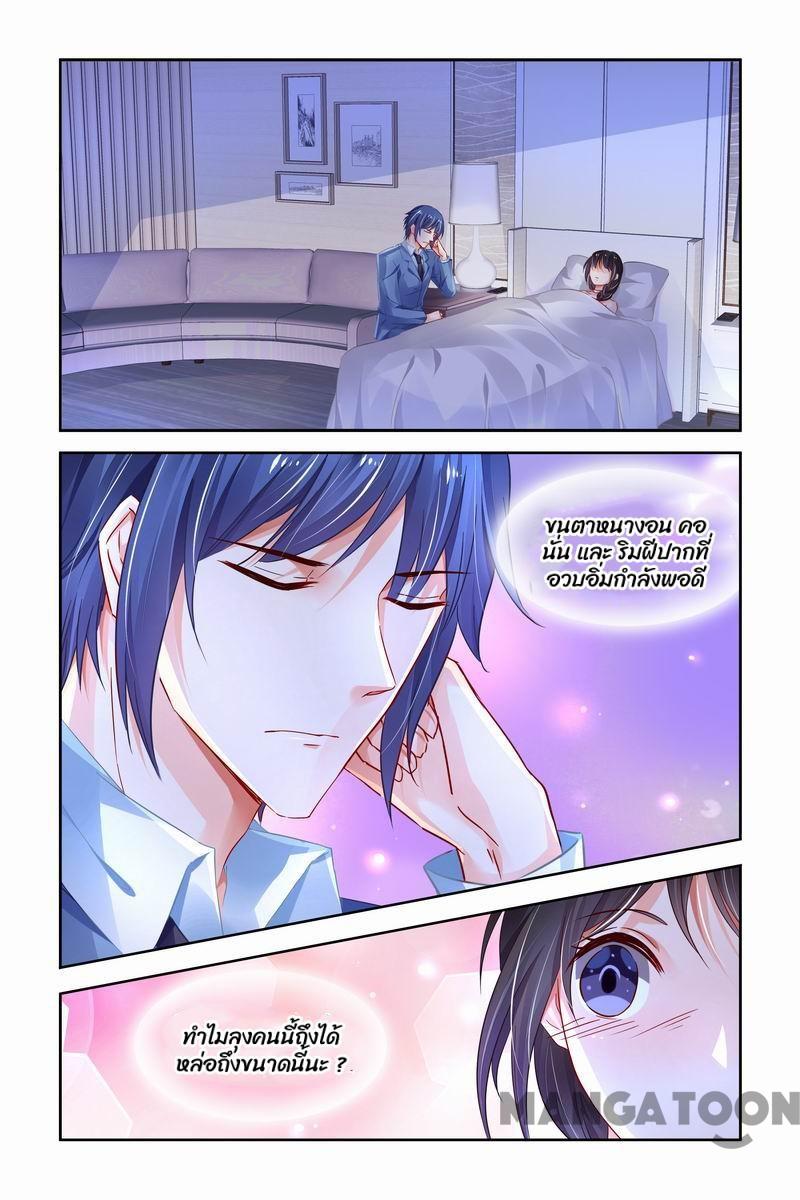 ขนตาหนางอน คอ
นั่น และ ริมฝีปากที่
อวบอิ่มกำลังพอดี
ทำไมลุงคนนี้ถึงได้
หล่อถึงขนาดนี้นะ ?
MANGATOON